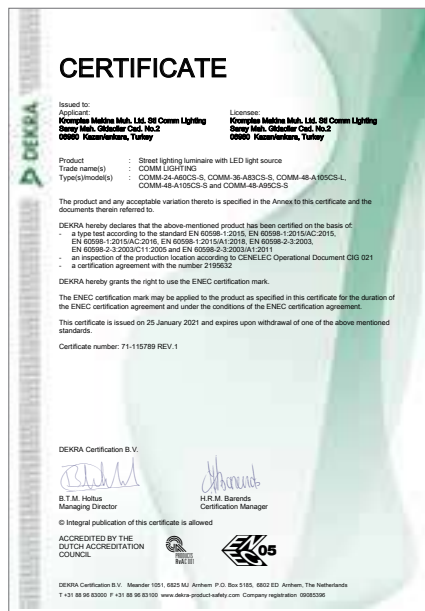 DEKRA
CERTIFICATE
Issued to:
Applicant:
Kromplas Makina Muh. Ltd. Sti Comm Lighting
Saray Mah. Gıdacılar Cad. No.2
06980 Kazan/ankara, Turkey
Licensee:
Kromplas Makina Muh. Ltd. Sti Comm Lighting
Saray Mah. Gıdacılar Cad. No.2
06980 Kazan/ankara, Turkey
Product : Street lighting luminaire with LED light source
Trade name(s) : COMM LIGHTING
Type(s)/model(s) : COMM-24-A60CS-S, COMM-36-A83CS-S, COMM-48-A105CS-L,
COMM-48-A105CS-S and COMM-48-A95CS-S
The product and any acceptable variation thereto is specified in the Annex to this certificate and the
documents therein referred to.
DEKRA hereby declares that the above-mentioned product has been certified on the basis of:
- a type test according to the standard EN 60598-1:2015, EN 60598-1:2015/AC:2015,
EN 60598-1:2015/AC:2016, EN 60598-1:2015/A1:2018, EN 60598-2-3:2003,
EN 60598-2-3:2003/C11:2005 and EN 60598-2-3:2003/A1:2011
- an inspection of the production location according to CENELEC Operational Document CIG 021
- a certification agreement with the number 2195632
DEKRA hereby grants the right to use the ENEC certification mark.
The ENEC certification mark may be applied to the product as specified in this certificate for the duration of
the ENEC certification agreement and under the conditions of the ENEC certification agreement.
This certificate is issued on 25 January 2021 and expires upon withdrawal of one of the above mentioned
standards.
Certificate number: 71-115789 REV.1
DEKRA Certification B.V.
B.T.M. Holtus
Managing Director
H.R.M. Barends
Certification Manager
© Integral publication of this certificate is allowed
ACCREDITED BY THE
DUTCH ACCREDITATION
COUNCIL
PRODUCTS
RvA C 001
05
DEKRA Certification B.V. Meander 1051, 6825 MJ Arnhem P.O. Box 5185, 6802 ED Arnhem, The Netherlands
T +31 88 96 83000 F +31 88 96 83100 www.dekra-product-safety.com Company registration 09085396